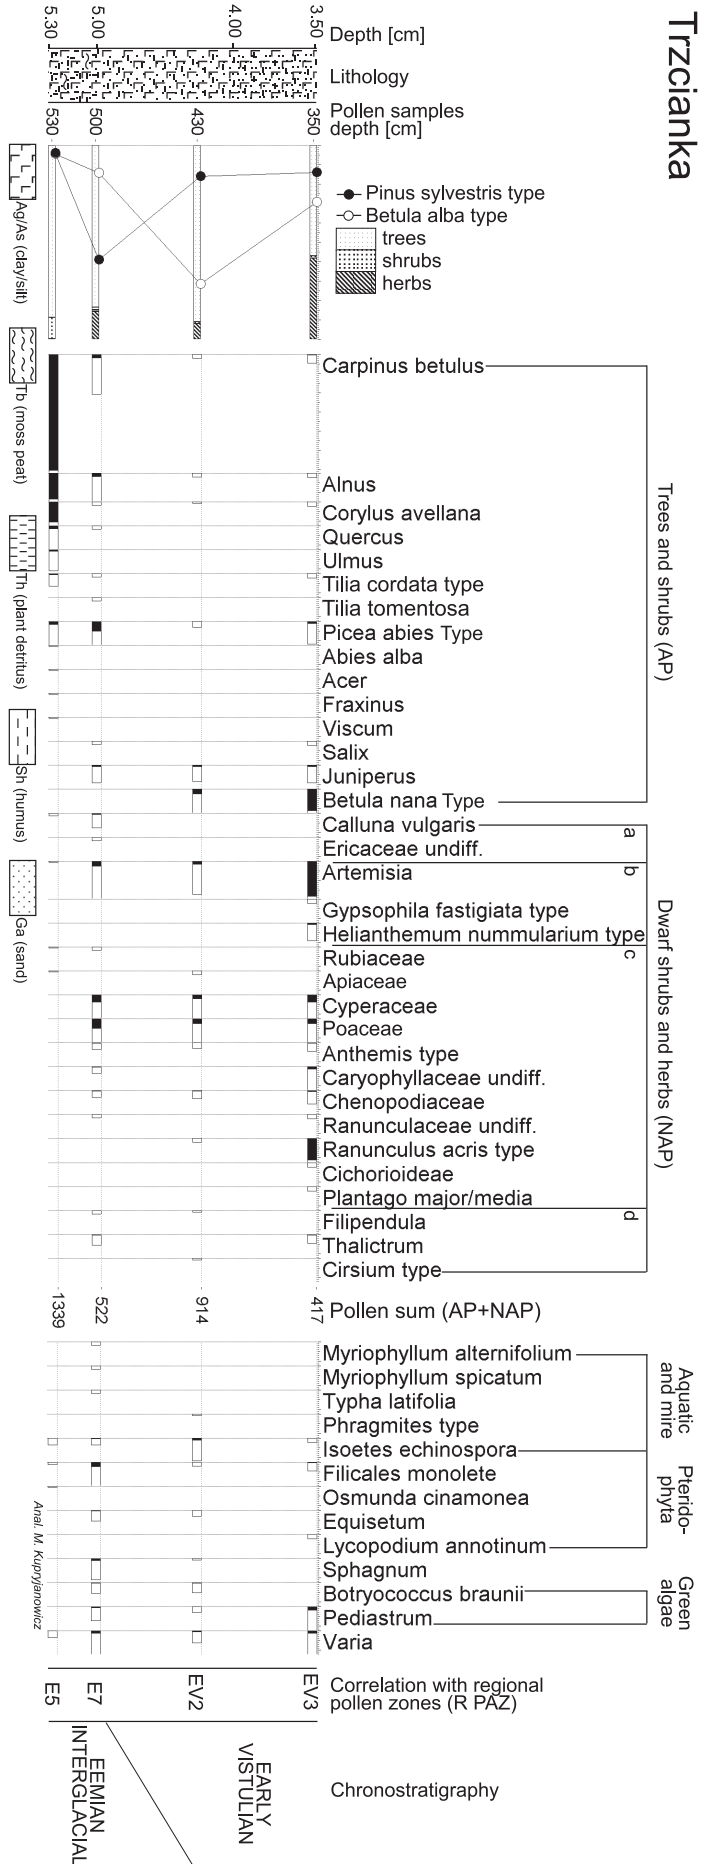 Trzcianka
Depth [cm]
3.50
4.00
5.00
5.30
Lithology
Pollen samples
depth [cm]
350
430
500
530
Pinus sylvestris type
Betula alba type
trees
shrubs
herbs
Carpinus betulus
Alnus
Corylus avellana
Quercus
Ulmus
Tilia cordata type
Tilia tomentosa
Picea abies Type
Abies alba
Acer
Fraxinus
Viscum
Salix
Juniperus
Betula nana Type
Trees and shrubs (AP)
Calluna vulgaris
a
Ericaceae undiff.
b
Artemisia
Gypsophila fastigiata type
Helianthemum nummularium type
c
Rubiaceae
Apiaceae
Cyperaceae
Poaceae
Anthemis type
Caryophyllaceae undiff.
Chenopodiaceae
Ranunculaceae undiff.
Ranunculus acris type
Cichorioideae
Plantago major/media
d
Filipendula
Thalictrum
Cirsium type
Dwarf shrubs and herbs (NAP)
Pollen sum (AP+NAP)
417
914
522
1339
Myriophyllum alternifolium
Myriophyllum spicatum
Typha latifolia
Phragmites type
Isoetes echinospora
Aquatic
and mire
Filicales monolete
Osmunda cinamonea
Equisetum
Lycopodium annotinum
Pterido-
phyta
Sphagnum
Botryococcus braunii
Pediastrum
Green
algae
Varia
Correlation with regional
pollen zones (R PAZ)
EV3
EV2
E7
E5
Chronostratigraphy
EARLY
VISTULIAN
EEMIAN
INTERGLACIAL
Ag/As (clay/silt)
Tb (moss peat)
Th (plant detritus)
Sh (humus)
Ga (sand)
Anal. M. Kupryjanowicz